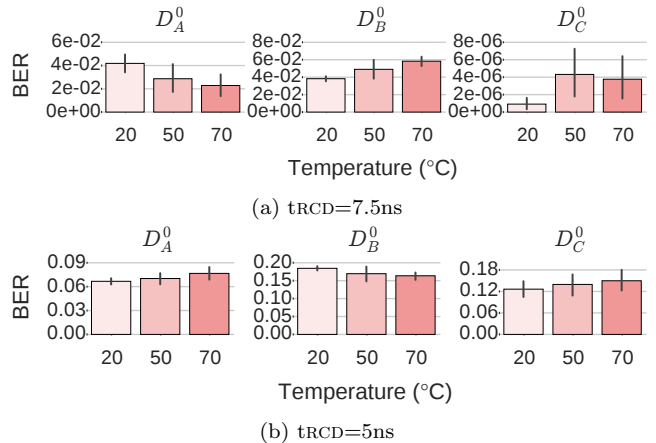 D_A^0 D_B^0 D_C^0
6e-02 8e-02 8e-06
6e-02 6e-06
4e-02
4e-02 4e-06
2e-02
2e-02 2e-06
0e+00 0e+00 0e+00
BER
20 50 70 20 50 70 20 50 70
Temperature (°C)
(a) tRCD=7.5ns
D_A^0 D_B^0 D_C^0
0.09 0.20
0.18
0.15
0.06 0.12
0.10
0.03 0.06
0.05
0.00 0.00 0.00
BER
20 50 70 20 50 70 20 50 70
Temperature (°C)
(b) tRCD=5ns